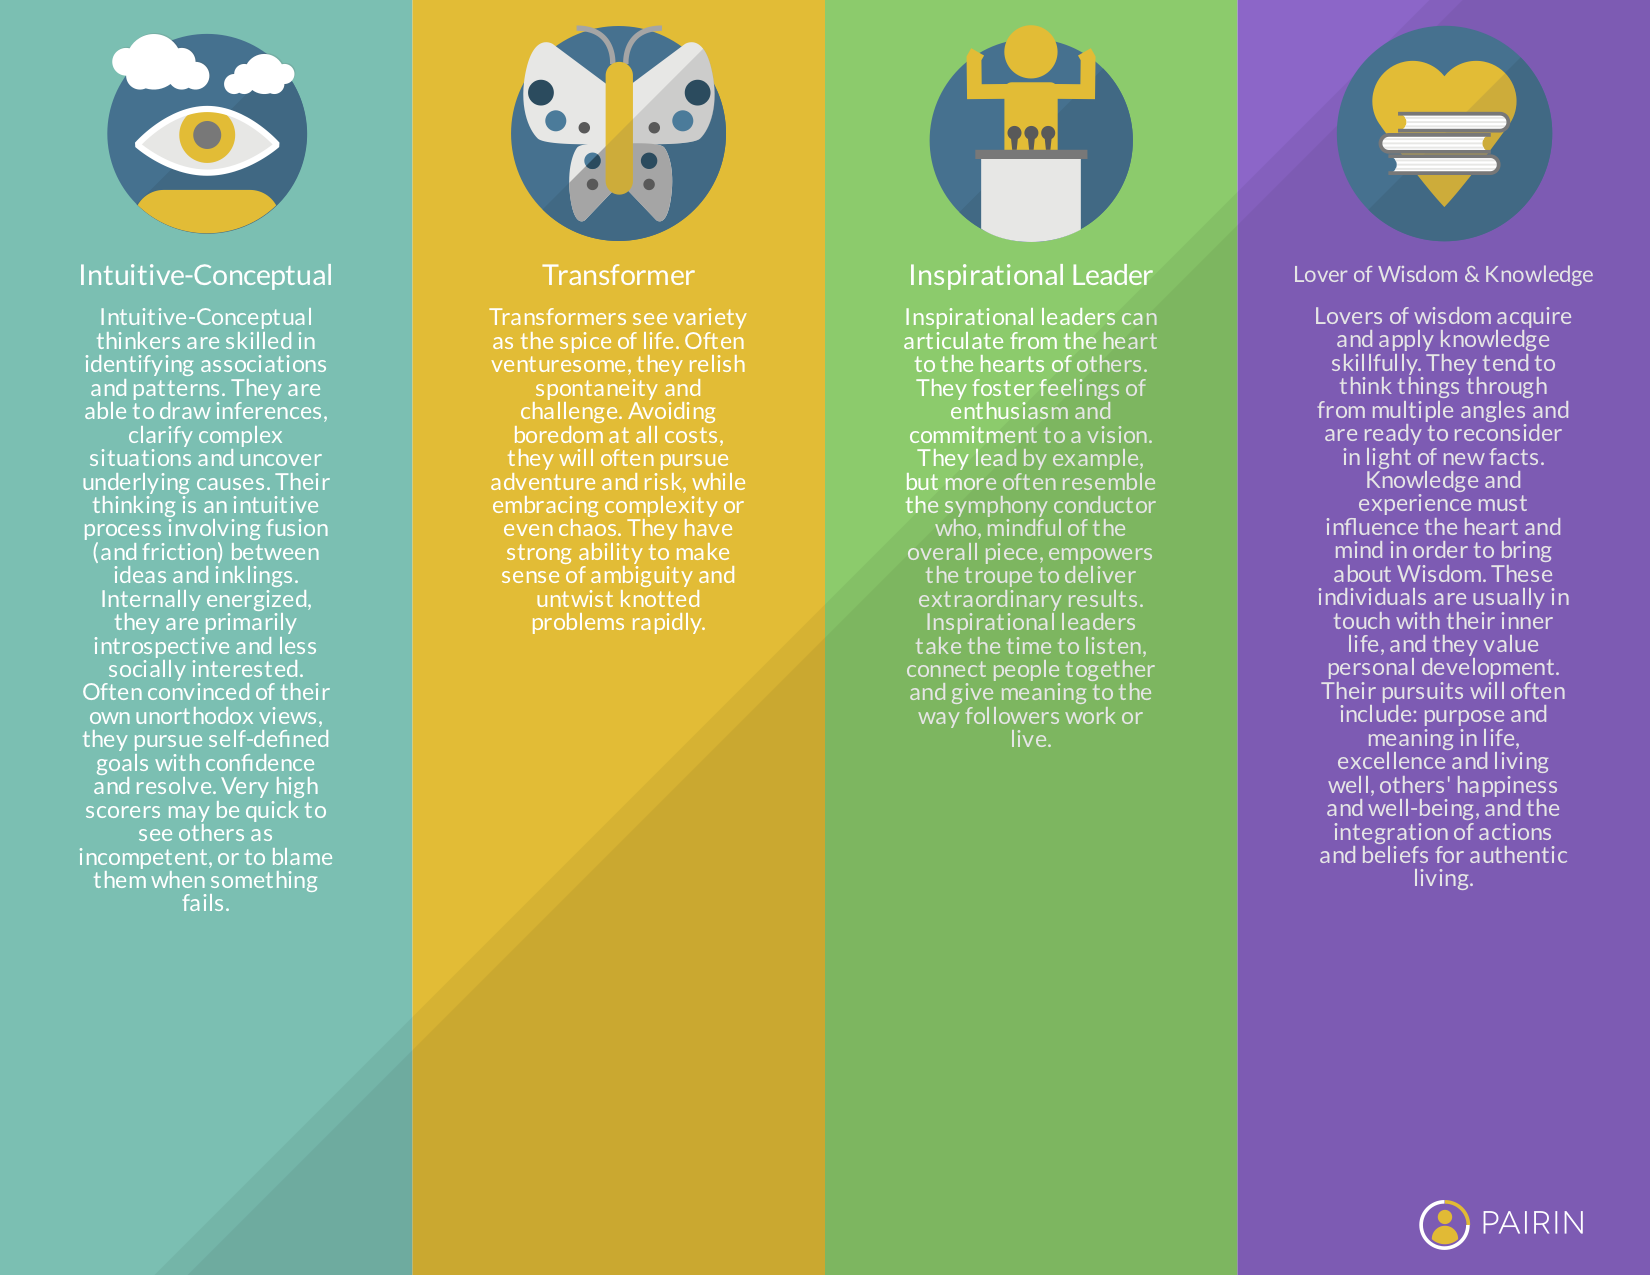 Intuitive-Conceptual
Intuitive-Conceptual
thinkers are skilled in
identifying associations
and patterns. They are
able to draw inferences,
clarify complex
situations and uncover
underlying causes. Their
thinking is an intuitive
process involving fusion
(and friction) between
ideas and inklings.
Internally energized,
they are primarily
introspective and less
socially interested.
Often convinced of their
own unorthodox views,
they pursue self-defined
goals with confidence
and resolve. Very high
scorers may be quick to
see others as
incompetent, or to blame
them when something
fails.
Transformer
Transformers see variety
as the spice of life. Often
venturesome, they relish
spontaneity and
challenge. Avoiding
boredom at all costs,
they will often pursue
adventure and risk, while
embracing complexity or
even chaos. They have
strong ability to make
sense of ambiguity and
untwist knotted
problems rapidly.
Inspirational Leader
Inspirational leaders can
articulate from the heart
to the hearts of others.
They foster feelings of
enthusiasm and
commitment to a vision.
They lead by example,
but more often resemble
the symphony conductor
who, mindful of the
overall piece, empowers
the troupe to deliver
extraordinary results.
Inspirational leaders
take the time to listen,
connect people together
and give meaning to the
way followers work or
live.
Lover of Wisdom & Knowledge
Lovers of wisdom acquire
and apply knowledge
skillfully. They tend to
think things through
from multiple angles and
are ready to reconsider
in light of new facts.
Knowledge and
experience must
influence the heart and
mind in order to bring
about Wisdom. These
individuals are usually in
touch with their inner
life, and they value
personal development.
Their pursuits will often
include: purpose and
meaning in life,
excellence and living
well, others' happiness
and well-being, and the
integration of actions
and beliefs for authentic
living.
PAIRIN